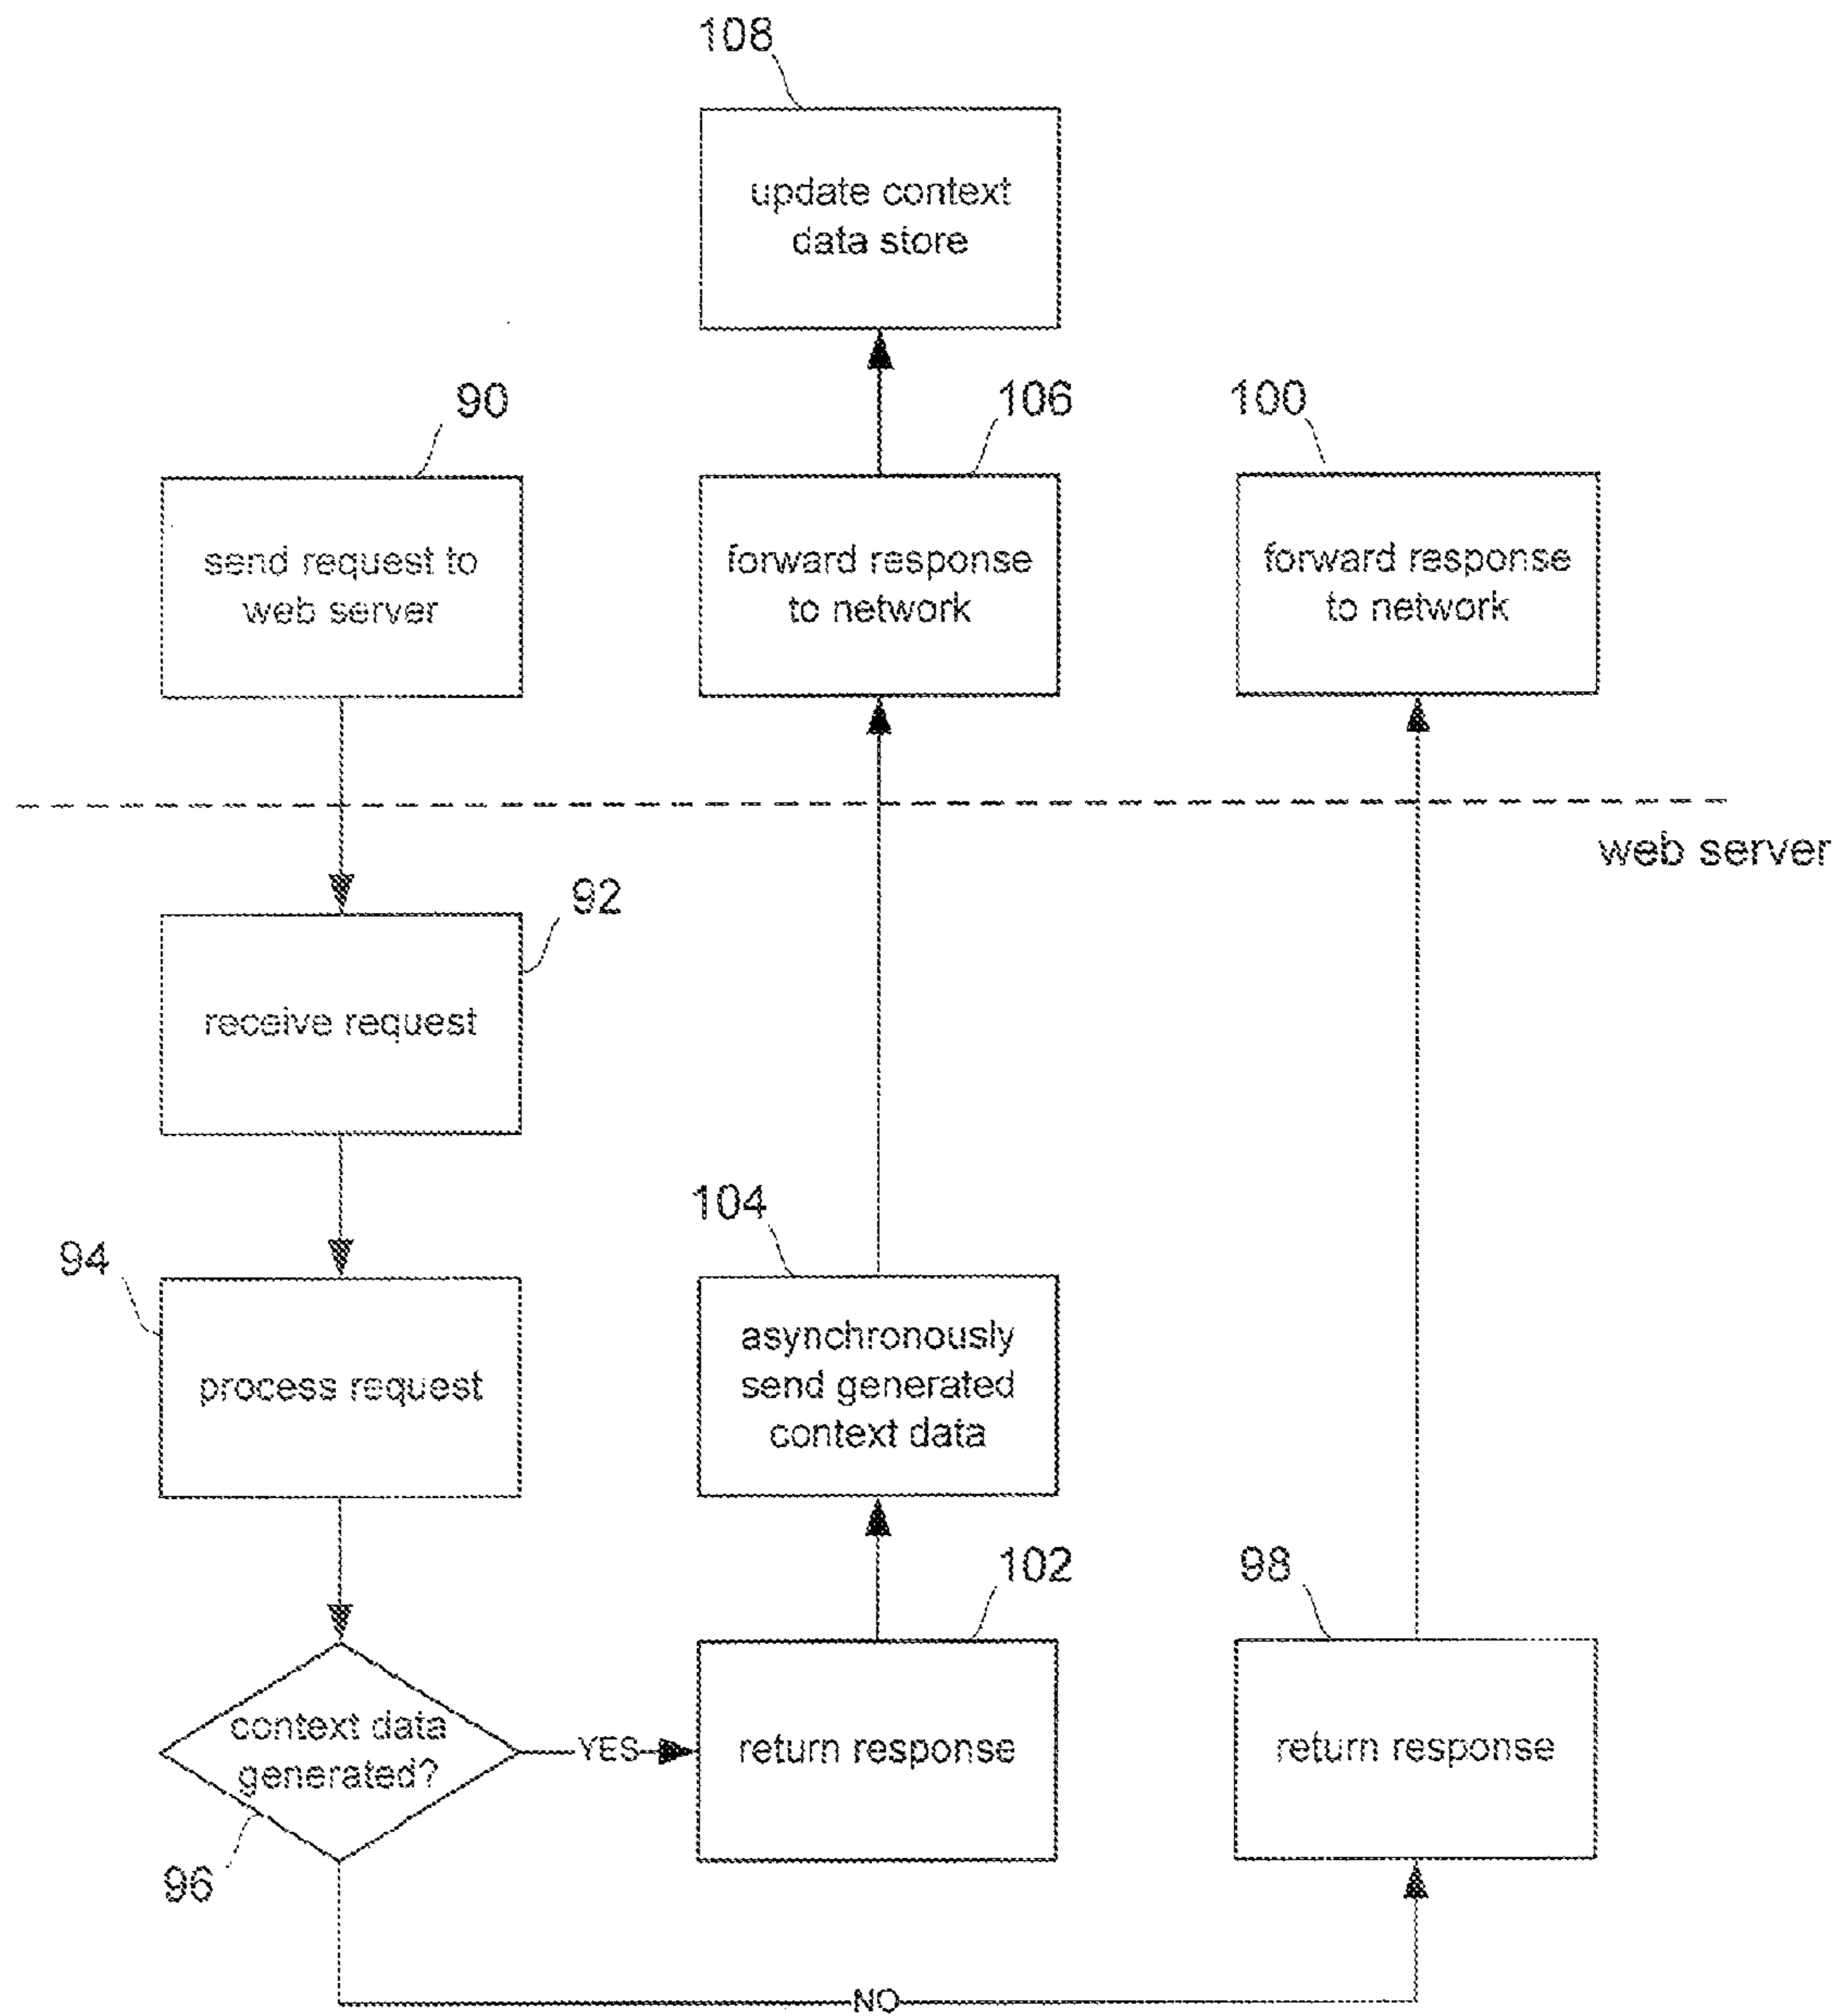 108
update context
data store
90
106
100
send request to
web server
forward response
to network
forward response
to network
web server
92
receive request
104
94
asynchronously
send generated
context data
process request
102
98
context data
generated?
YES
return response
return response
96
NO